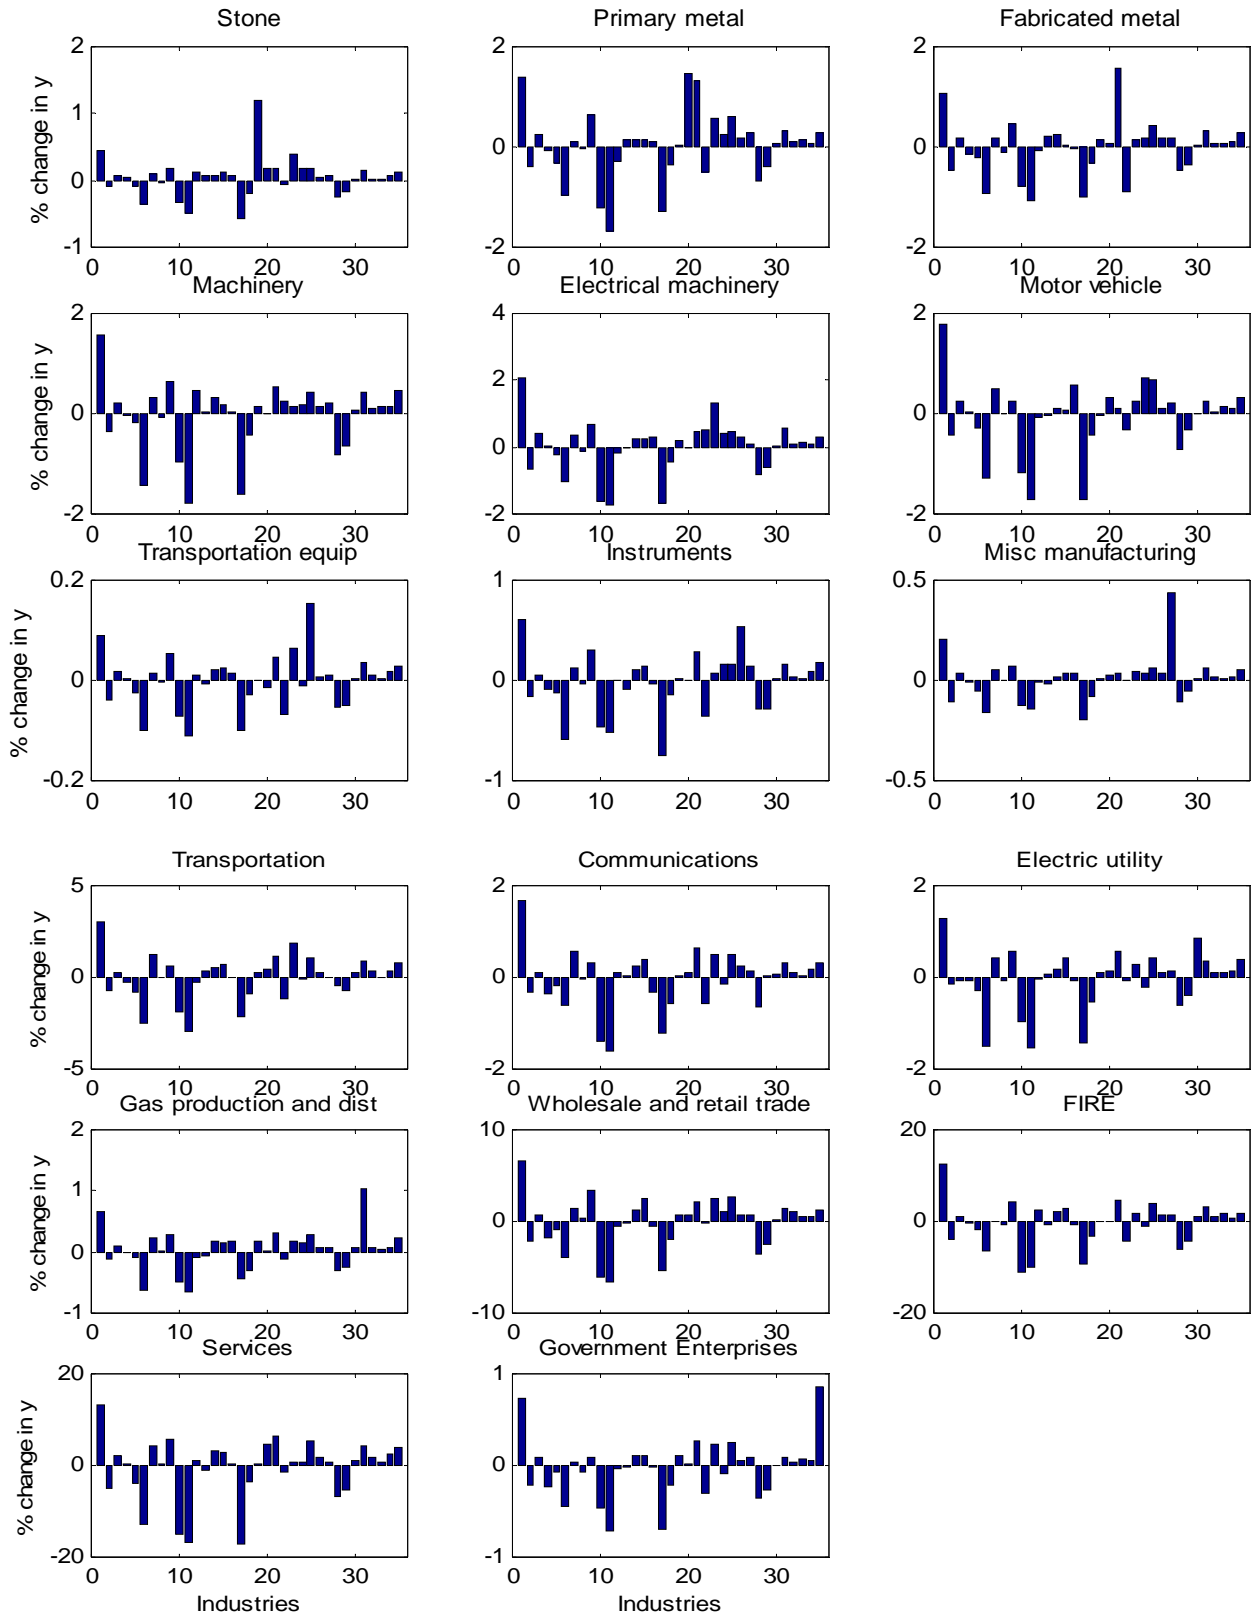 Stone Primary metal Fabricated metal
2 2 2
% change in y
1
0 0 0
-1 -2 -2
0 10 20 30 0 10 20 30 0 10 20 30
Machinery Electrical machinery Motor vehicle
2 4 2
% change in y
2
0 0 0
-2 -2 -2
0 10 20 30 0 10 20 30 0 10 20 30
Transportation equip Instruments Misc manufacturing
0.2 1 0.5
% change in y
0 0 0
-0.2 -1 -0.5
0 10 20 30 0 10 20 30 0 10 20 30
Transportation Communications Electric utility
5 2 2
% change in y
0 0 0
-5 -2 -2
0 10 20 30 0 10 20 30 0 10 20 30
Gas production and dist Wholesale and retail trade FIRE
2 10 20
% change in y
1
0 0 0
-1 -10 -20
0 10 20 30 0 10 20 30 0 10 20 30
Services Government Enterprises
20 1
% change in y
0 0
-20 -1
0 10 20 30 0 10 20 30
Industries Industries